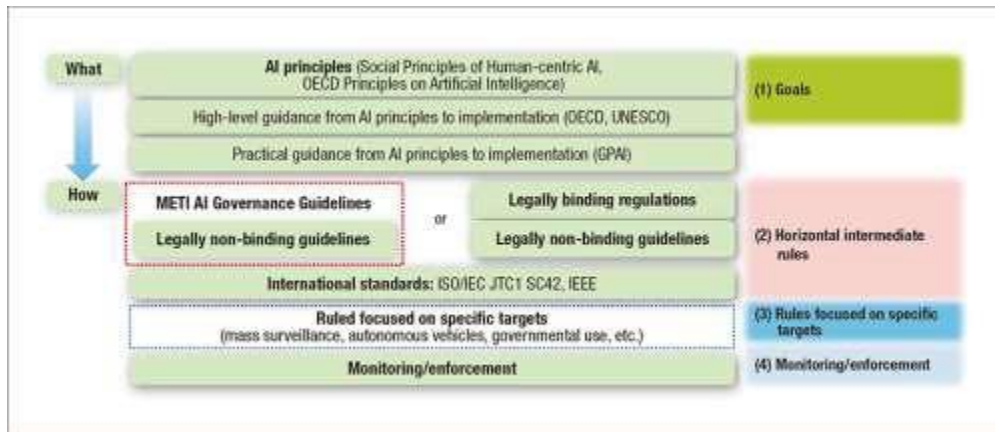 What
AI principles (Social Principles of Human-centric AI,
OECD Principles on Artificial Intelligence)
(1) Goals
High-level guidance from AI principles to implementation (OECD, UNESCO)
Practical guidance from AI principles to implementation (GPAI)
How
METI AI Governance Guidelines
Legally non-binding guidelines
or
Legally binding regulations
Legally non-binding guidelines
(2) Horizontal intermediate
rules
International standards: ISO/IEC JTC1 SC42, IEEE
Ruled focused on specific targets
(mass surveillance, autonomous vehicles, governmental use, etc.)
(3) Rules focused on specific
targets
Monitoring/enforcement
(4) Monitoring/enforcement